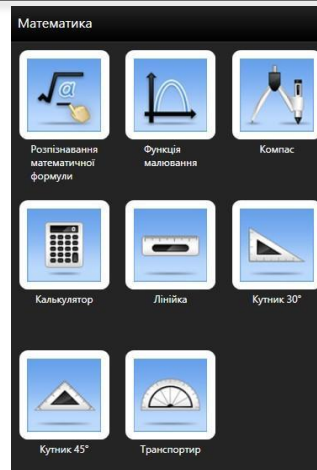 Математика
Розпізнавання
математичної
формули
Функція
малювання
Компас
Калькулятор
Лінійка
Кутник 30°
Кутник 45°
Транспортир